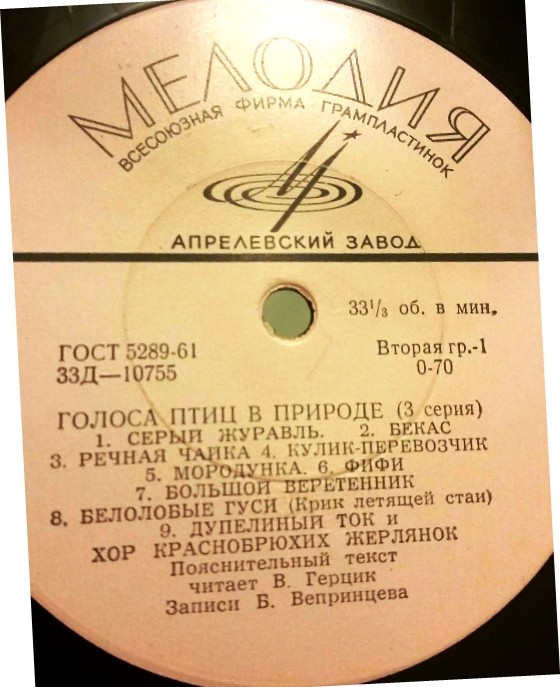 МЕЛОДИЯ
ВСЕСОЮЗНАЯ ФИРМА ГРАМПЛАСТИНОК
АПРЕЛЕВСКИЙ ЗАВОД
33¹/₃ об. в мин.
ГОСТ 5289-61
Вторая гр.-1
33Д—10755
0-70
ГОЛОСА ПТИЦ В ПРИРОДЕ (3 серия)
1. СЕРЫЙ ЖУРАВЛЬ. 2. БЕКАС
3. РЕЧНАЯ ЧАЙКА 4. КУЛИК-ПЕРЕВОЗЧИК
5. МОРОДУНКА. 6. ФИФИ
7. БОЛЬШОЙ ВЕРЕТЕННИК
8. БЕЛОЛОБЫЕ ГУСИ (Крик летящей стаи)
9. ДУПЕЛИНЫЙ ТОК и
ХОР КРАСНОБРЮХИХ ЖЕРЛЯНОК
Пояснительный текст
читает В. Герцик
Записи Б. Вепринцева